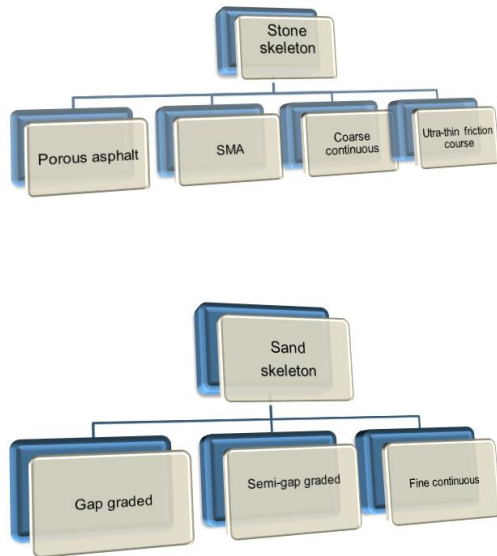 Stone
skeleton
Porous asphalt
SMA
Coarse
continuous
Utra-thin friction
course
Sand
skeleton
Gap graded
Semi-gap graded
Fine continuous